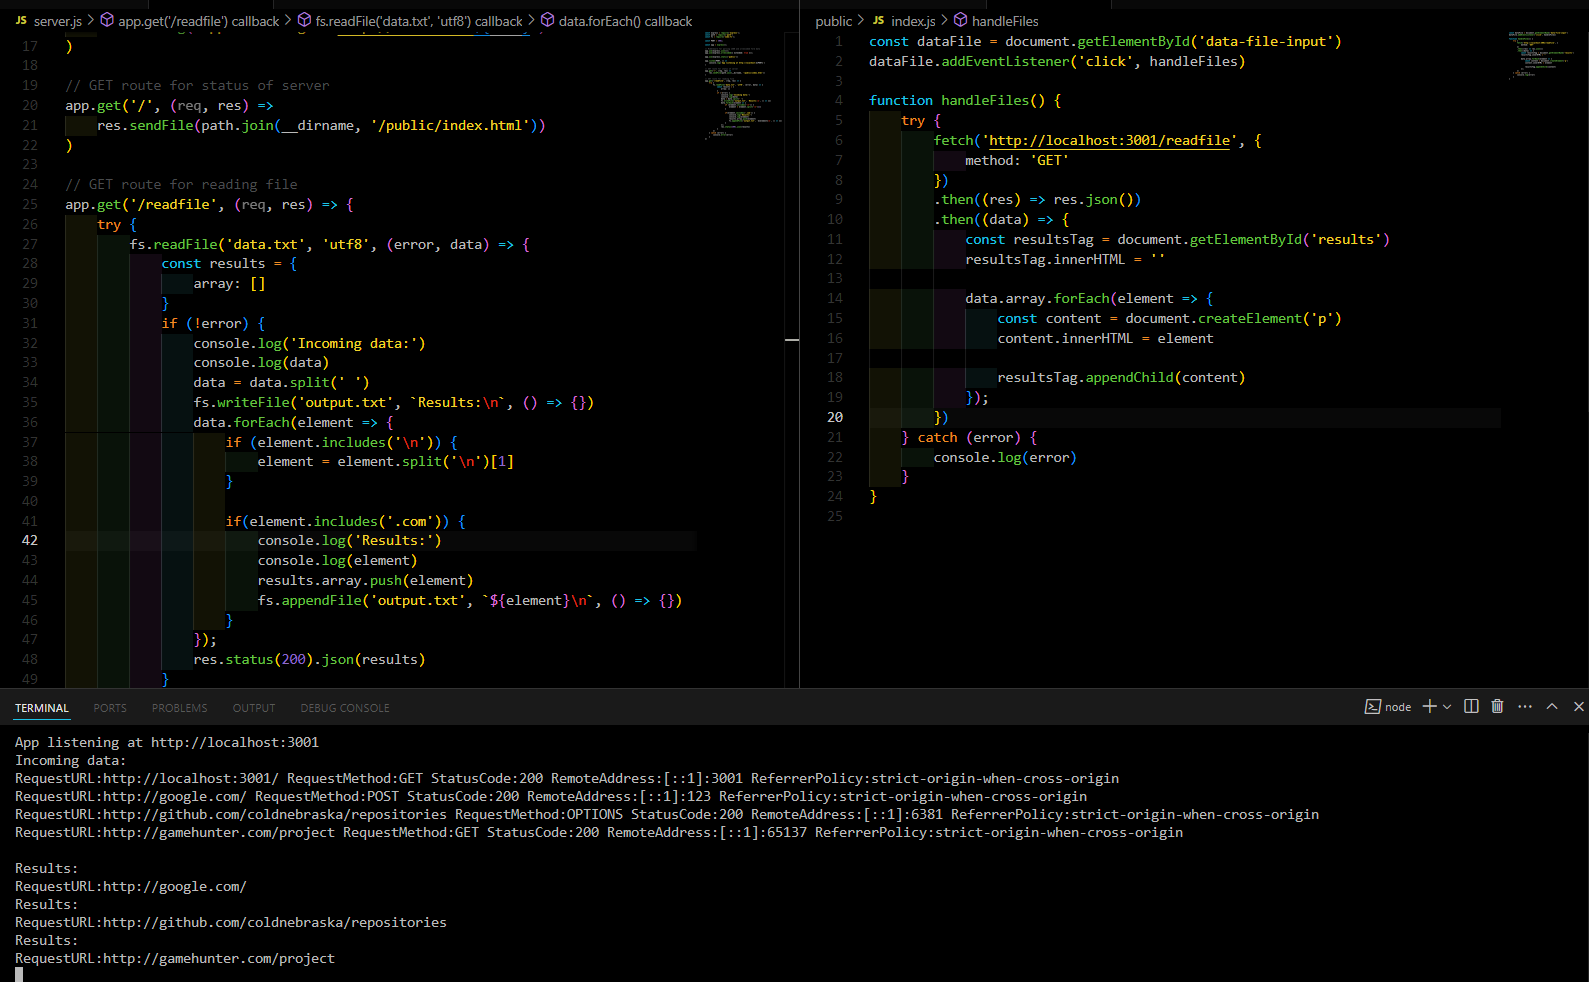 JS server.js > app.get('/readfile') callback > fs.readFile('data.txt', 'utf8') callback > data.forEach() callback
17 )
18
19 // GET route for status of server
20 app.get('/', (req, res) =>
21 res.sendFile(path.join(__dirname, '/public/index.html'))
22 )
23
24 // GET route for reading file
25 app.get('/readfile', (req, res) => {
26 try {
27 fs.readFile('data.txt', 'utf8', (error, data) => {
28 const results = {
29 array: []
30 }
31 if (!error) {
32 console.log('Incoming data:')
33 console.log(data)
34 data = data.split(' ')
35 fs.writeFile('output.txt', `Results:\n`, () => {})
36 data.forEach(element => {
37 if (element.includes('\n')) {
38 element = element.split('\n')[1]
39 }
40
41 if(element.includes('.com')) {
42 console.log('Results:')
43 console.log(element)
44 results.array.push(element)
45 fs.appendFile('output.txt', `${element}\n`, () => {})
46 }
47 });
48 res.status(200).json(results)
49 }
public > JS index.js > handleFiles
1 const dataFile = document.getElementById('data-file-input')
2 dataFile.addEventListener('click', handleFiles)
3
4 function handleFiles() {
5 try {
6 fetch('http://localhost:3001/readfile', {
7 method: 'GET'
8 })
9 .then((res) => res.json())
10 .then((data) => {
11 const resultsTag = document.getElementById('results')
12 resultsTag.innerHTML = ''
13
14 data.array.forEach(element => {
15 const content = document.createElement('p')
16 content.innerHTML = element
17
18 resultsTag.appendChild(content)
19 });
20 })
21 } catch (error) {
22 console.log(error)
23 }
24 }
25
TERMINAL PORTS PROBLEMS OUTPUT DEBUG CONSOLE
node
App listening at http://localhost:3001
Incoming data:
RequestURL:http://localhost:3001/ RequestMethod:GET StatusCode:200 RemoteAddress:[::1]:3001 ReferrerPolicy:strict-origin-when-cross-origin
RequestURL:http://google.com/ RequestMethod:POST StatusCode:200 RemoteAddress:[::1]:123 ReferrerPolicy:strict-origin-when-cross-origin
RequestURL:http://github.com/coldnebraska/repositories RequestMethod:OPTIONS StatusCode:200 RemoteAddress:[::1]:6381 ReferrerPolicy:strict-origin-when-cross-origin
RequestURL:http://gamehunter.com/project RequestMethod:GET StatusCode:200 RemoteAddress:[::1]:65137 ReferrerPolicy:strict-origin-when-cross-origin

Results:
RequestURL:http://google.com/
Results:
RequestURL:http://github.com/coldnebraska/repositories
Results:
RequestURL:http://gamehunter.com/project